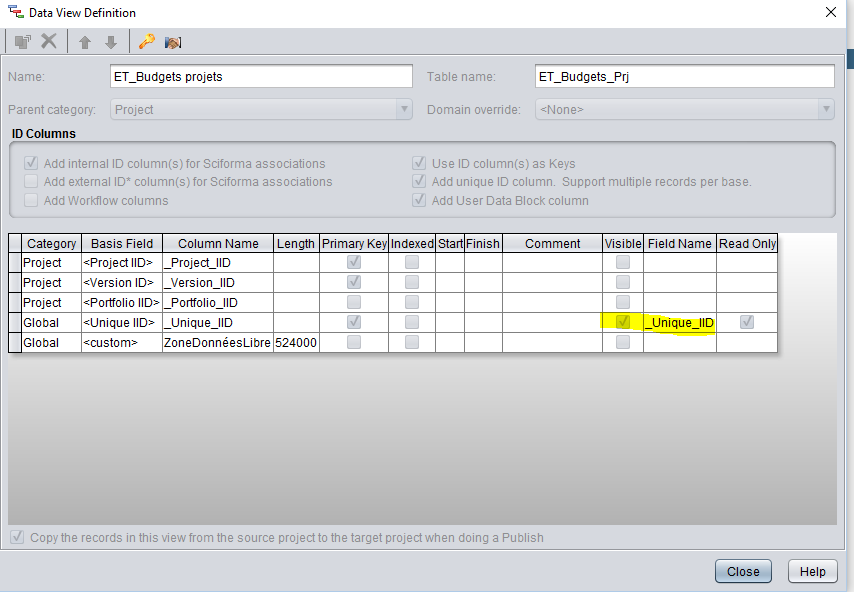 Data View Definition
Name: ET_Budgets projets Table name: ET_Budgets_Prj
Parent category: Project Domain override: <None>
ID Columns
Add internal ID column(s) for Sciforma associations Use ID column(s) as Keys
Add external ID* column(s) for Sciforma associations Add unique ID column. Support multiple records per base.
Add Workflow columns Add User Data Block column
Category Basis Field Column Name Length Primary Key Indexed Start Finish Comment Visible Field Name Read Only
Project <Project IID> _Project_IID
Project <Version ID> _Version_IID
Project <Portfolio IID> _Portfolio_IID
Global <Unique IID> _Unique_IID _Unique_IID
Global <custom> ZoneDonnéesLibre 524000
Copy the records in this view from the source project to the target project when doing a Publish
Close Help